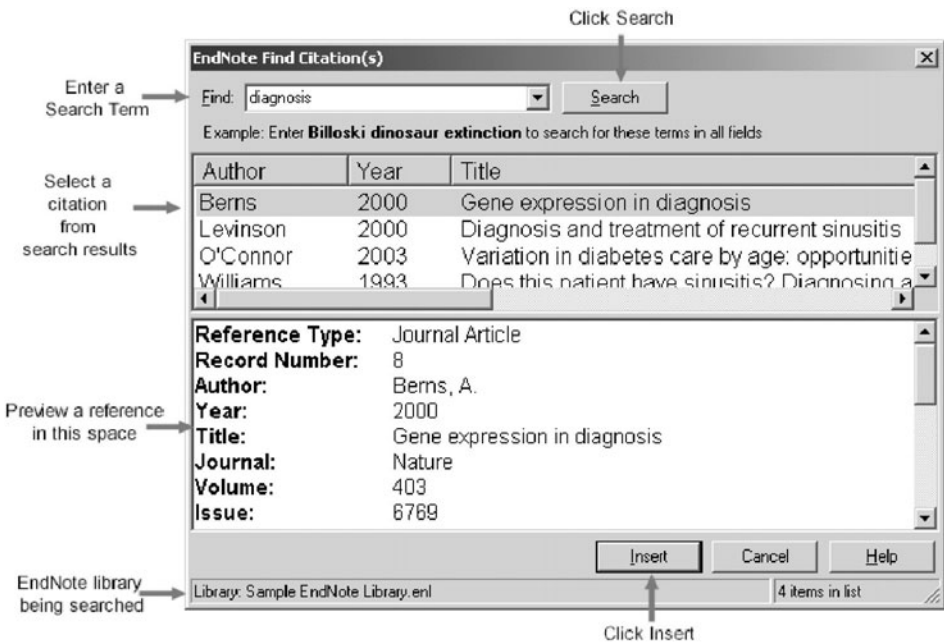 Click Search
EndNote Find Citation(s)
Enter a
Search Term
Find: diagnosis Search
Example: Enter Billoski dinosaur extinction to search for these terms in all fields
Select a
citation
from
search results
Author Year Title
Berns 2000 Gene expression in diagnosis
Levinson 2000 Diagnosis and treatment of recurrent sinusitis
O'Connor 2003 Variation in diabetes care by age: opportunitie
Williams 1993 Does this patient have sinusitis? Diagnosing a
Preview a reference
in this space
Reference Type: Journal Article
Record Number: 8
Author: Berns, A.
Year: 2000
Title: Gene expression in diagnosis
Journal: Nature
Volume: 403
Issue: 6769
Insert Cancel Help
EndNote library
being searched
Library: Sample EndNote Library.enl 4 items in list
Click Insert